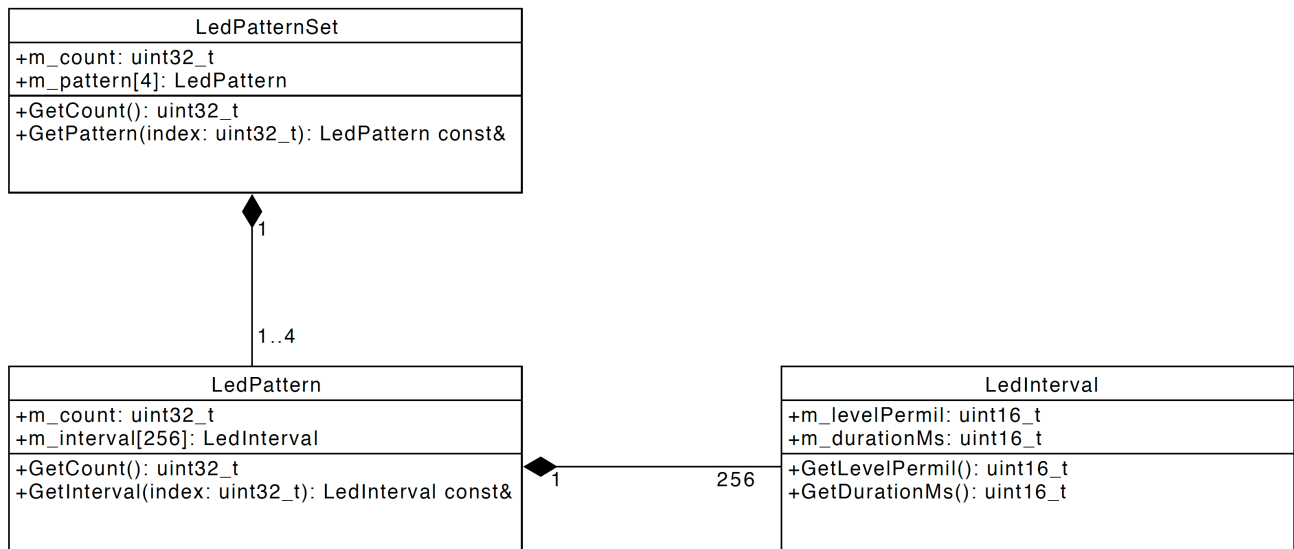 LedPatternSet
+m_count: uint32_t
+m_pattern[4]: LedPattern
+GetCount(): uint32_t
+GetPattern(index: uint32_t): LedPattern const&
1
1..4
LedPattern
+m_count: uint32_t
+m_interval[256]: LedInterval
+GetCount(): uint32_t
+GetInterval(index: uint32_t): LedInterval const&
1
256
LedInterval
+m_levelPermil: uint16_t
+m_durationMs: uint16_t
+GetLevelPermil(): uint16_t
+GetDurationMs(): uint16_t